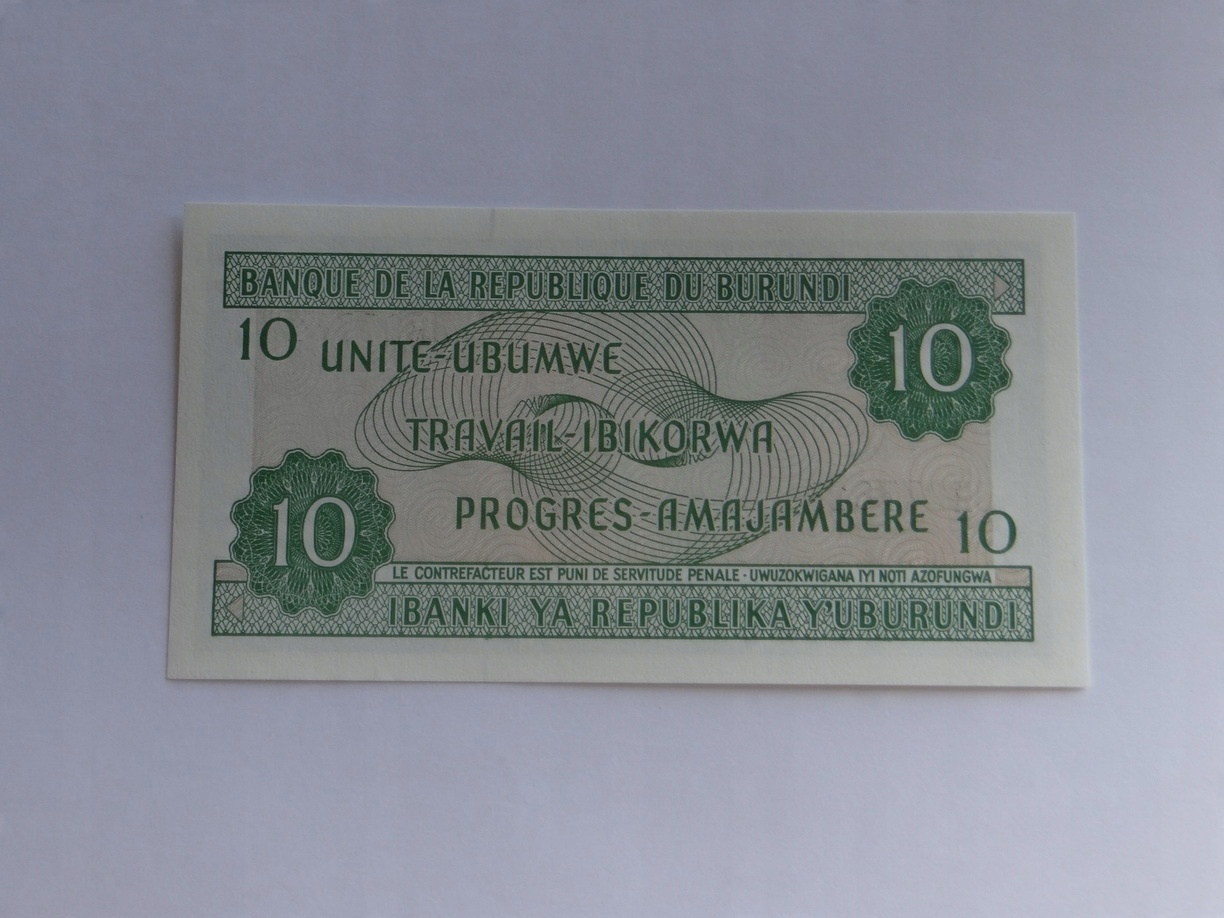 BANQUE DE LA REPUBLIQUE DU BURUNDI
10
10 UNITE-UBUMWE
TRAVAIL-IBIKORWA
PROGRES-AMAJAMBERE 10
10
LE CONTREFACTEUR EST PUNI DE SERVITUDE PENALE - UWUZOKWIGANA IYI NOTI AZOFUNGWA
IBANKI YA REPUBLIKA Y'UBURUNDI